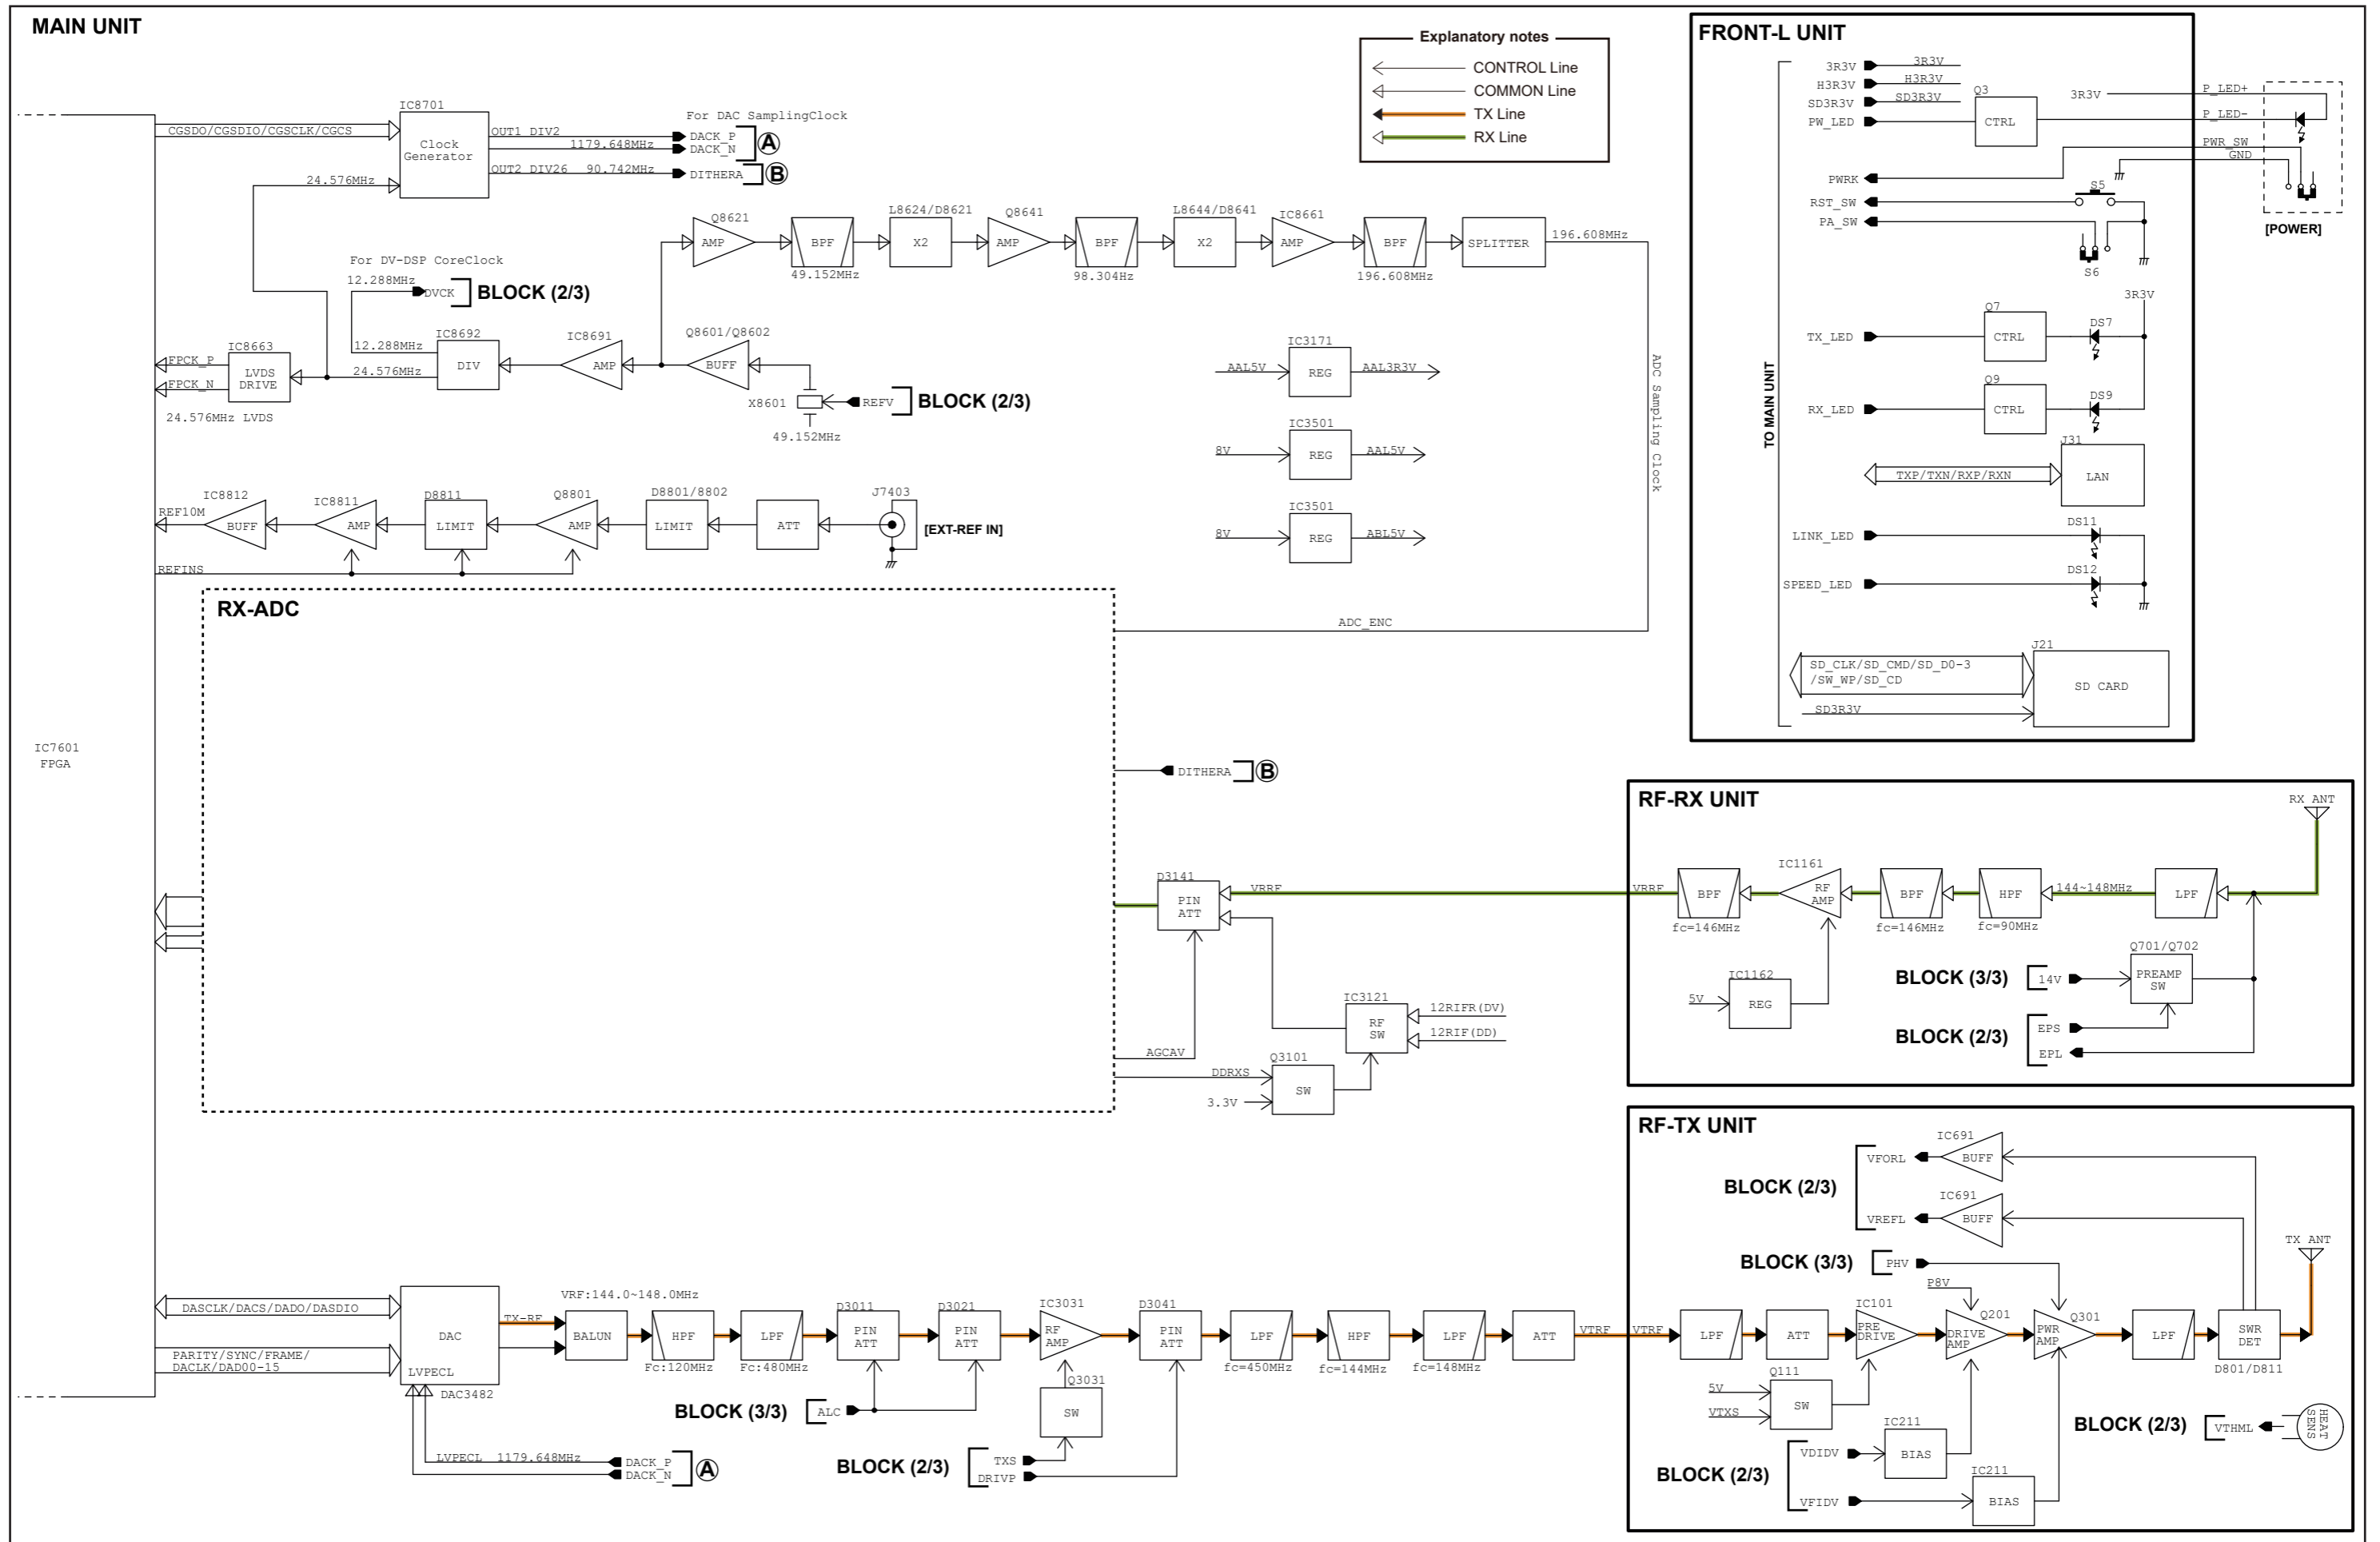 MAIN UNIT
IC7601
FPGA
CGSDO/CGSDIO/CGSCLK/CGCS
IC8701
Clock
Generator
24.576MHz
OUT1 DIV2
1179.648MHz
OUT2 DIV26 90.742MHz
For DAC SamplingClock
DACK_P
DACK_N
A
DITHERA
B
For DV-DSP CoreClock
12.288MHz
DVCK
BLOCK (2/3)
Q8621
AMP
BPF
49.152MHz
L8624/D8621
X2
Q8641
AMP
BPF
98.304Hz
L8644/D8641
X2
IC8661
AMP
BPF
196.608MHz
SPLITTER
196.608MHz
ADC Sampling Clock
ADC_ENC
FPCK_P
FPCK_N
IC8663
LVDS
DRIVE
24.576MHz LVDS
24.576MHz
12.288MHz
IC8692
DIV
IC8691
AMP
Q8601/Q8602
BUFF
X8601
49.152MHz
REFV
BLOCK (2/3)
IC3171
AAL5V
REG
AAL3R3V
IC3501
8V
REG
AAL5V
IC3501
8V
REG
ABL5V
REF10M
IC8812
BUFF
IC8811
AMP
D8811
LIMIT
Q8801
AMP
D8801/8802
LIMIT
ATT
J7403
[EXT-REF IN]
REFINS
RX-ADC
DITHERA
B
D3141
PIN
ATT
VRRF
AGCAV
IC3121
RF
SW
12RIFR(DV)
12RIF(DD)
DDRXS
3.3V
Q3101
SW
Explanatory notes
CONTROL Line
COMMON Line
TX Line
RX Line
FRONT-L UNIT
TO MAIN UNIT
3R3V
3R3V
H3R3V
H3R3V
SD3R3V
SD3R3V
PW_LED
Q3
CTRL
3R3V
P_LED+
P_LED-
PWR_SW
GND
[POWER]
PWRK
RST_SW
S5
PA_SW
S6
3R3V
TX_LED
Q7
CTRL
DS7
RX_LED
Q9
CTRL
DS9
TXP/TXN/RXP/RXN
J31
LAN
LINK_LED
DS11
SPEED_LED
DS12
SD_CLK/SD_CMD/SD_D0-3
/SW_WP/SD_CD
SD3R3V
J21
SD CARD
RF-RX UNIT
RX ANT
VRRF
BPF
fc=146MHz
IC1161
RF
AMP
BPF
fc=146MHz
HPF
fc=90MHz
144~148MHz
LPF
5V
IC1162
REG
BLOCK (3/3)
14V
Q701/Q702
PREAMP
SW
BLOCK (2/3)
EPS
EPL
RF-TX UNIT
BLOCK (2/3)
VFORL
IC691
BUFF
VREFL
IC691
BUFF
BLOCK (3/3)
PHV
P8V
TX ANT
VTRF
LPF
ATT
IC101
PRE
DRIVE
Q201
DRIVE
AMP
Q301
PWR
AMP
LPF
SWR
DET
D801/D811
5V
VTXS
Q111
SW
BLOCK (2/3)
VDIDV
IC211
BIAS
VFIDV
IC211
BIAS
BLOCK (2/3)
VTHML
HEAT
SENS
DASCLK/DACS/DADO/DASDIO
PARITY/SYNC/FRAME/
DACLK/DAD00-15
DAC
LVPECL
DAC3482
TX-RF
VRF:144.0~148.0MHz
BALUN
HPF
Fc:120MHz
LPF
Fc:480MHz
D3011
PIN
ATT
D3021
PIN
ATT
IC3031
RF
AMP
D3041
PIN
ATT
LPF
fc=450MHz
HPF
fc=144MHz
LPF
fc=148MHz
ATT
VTRF
BLOCK (3/3)
ALC
Q3031
SW
BLOCK (2/3)
TXS
DRIVP
LVPECL 1179.648MHz
DACK_P
DACK_N
A